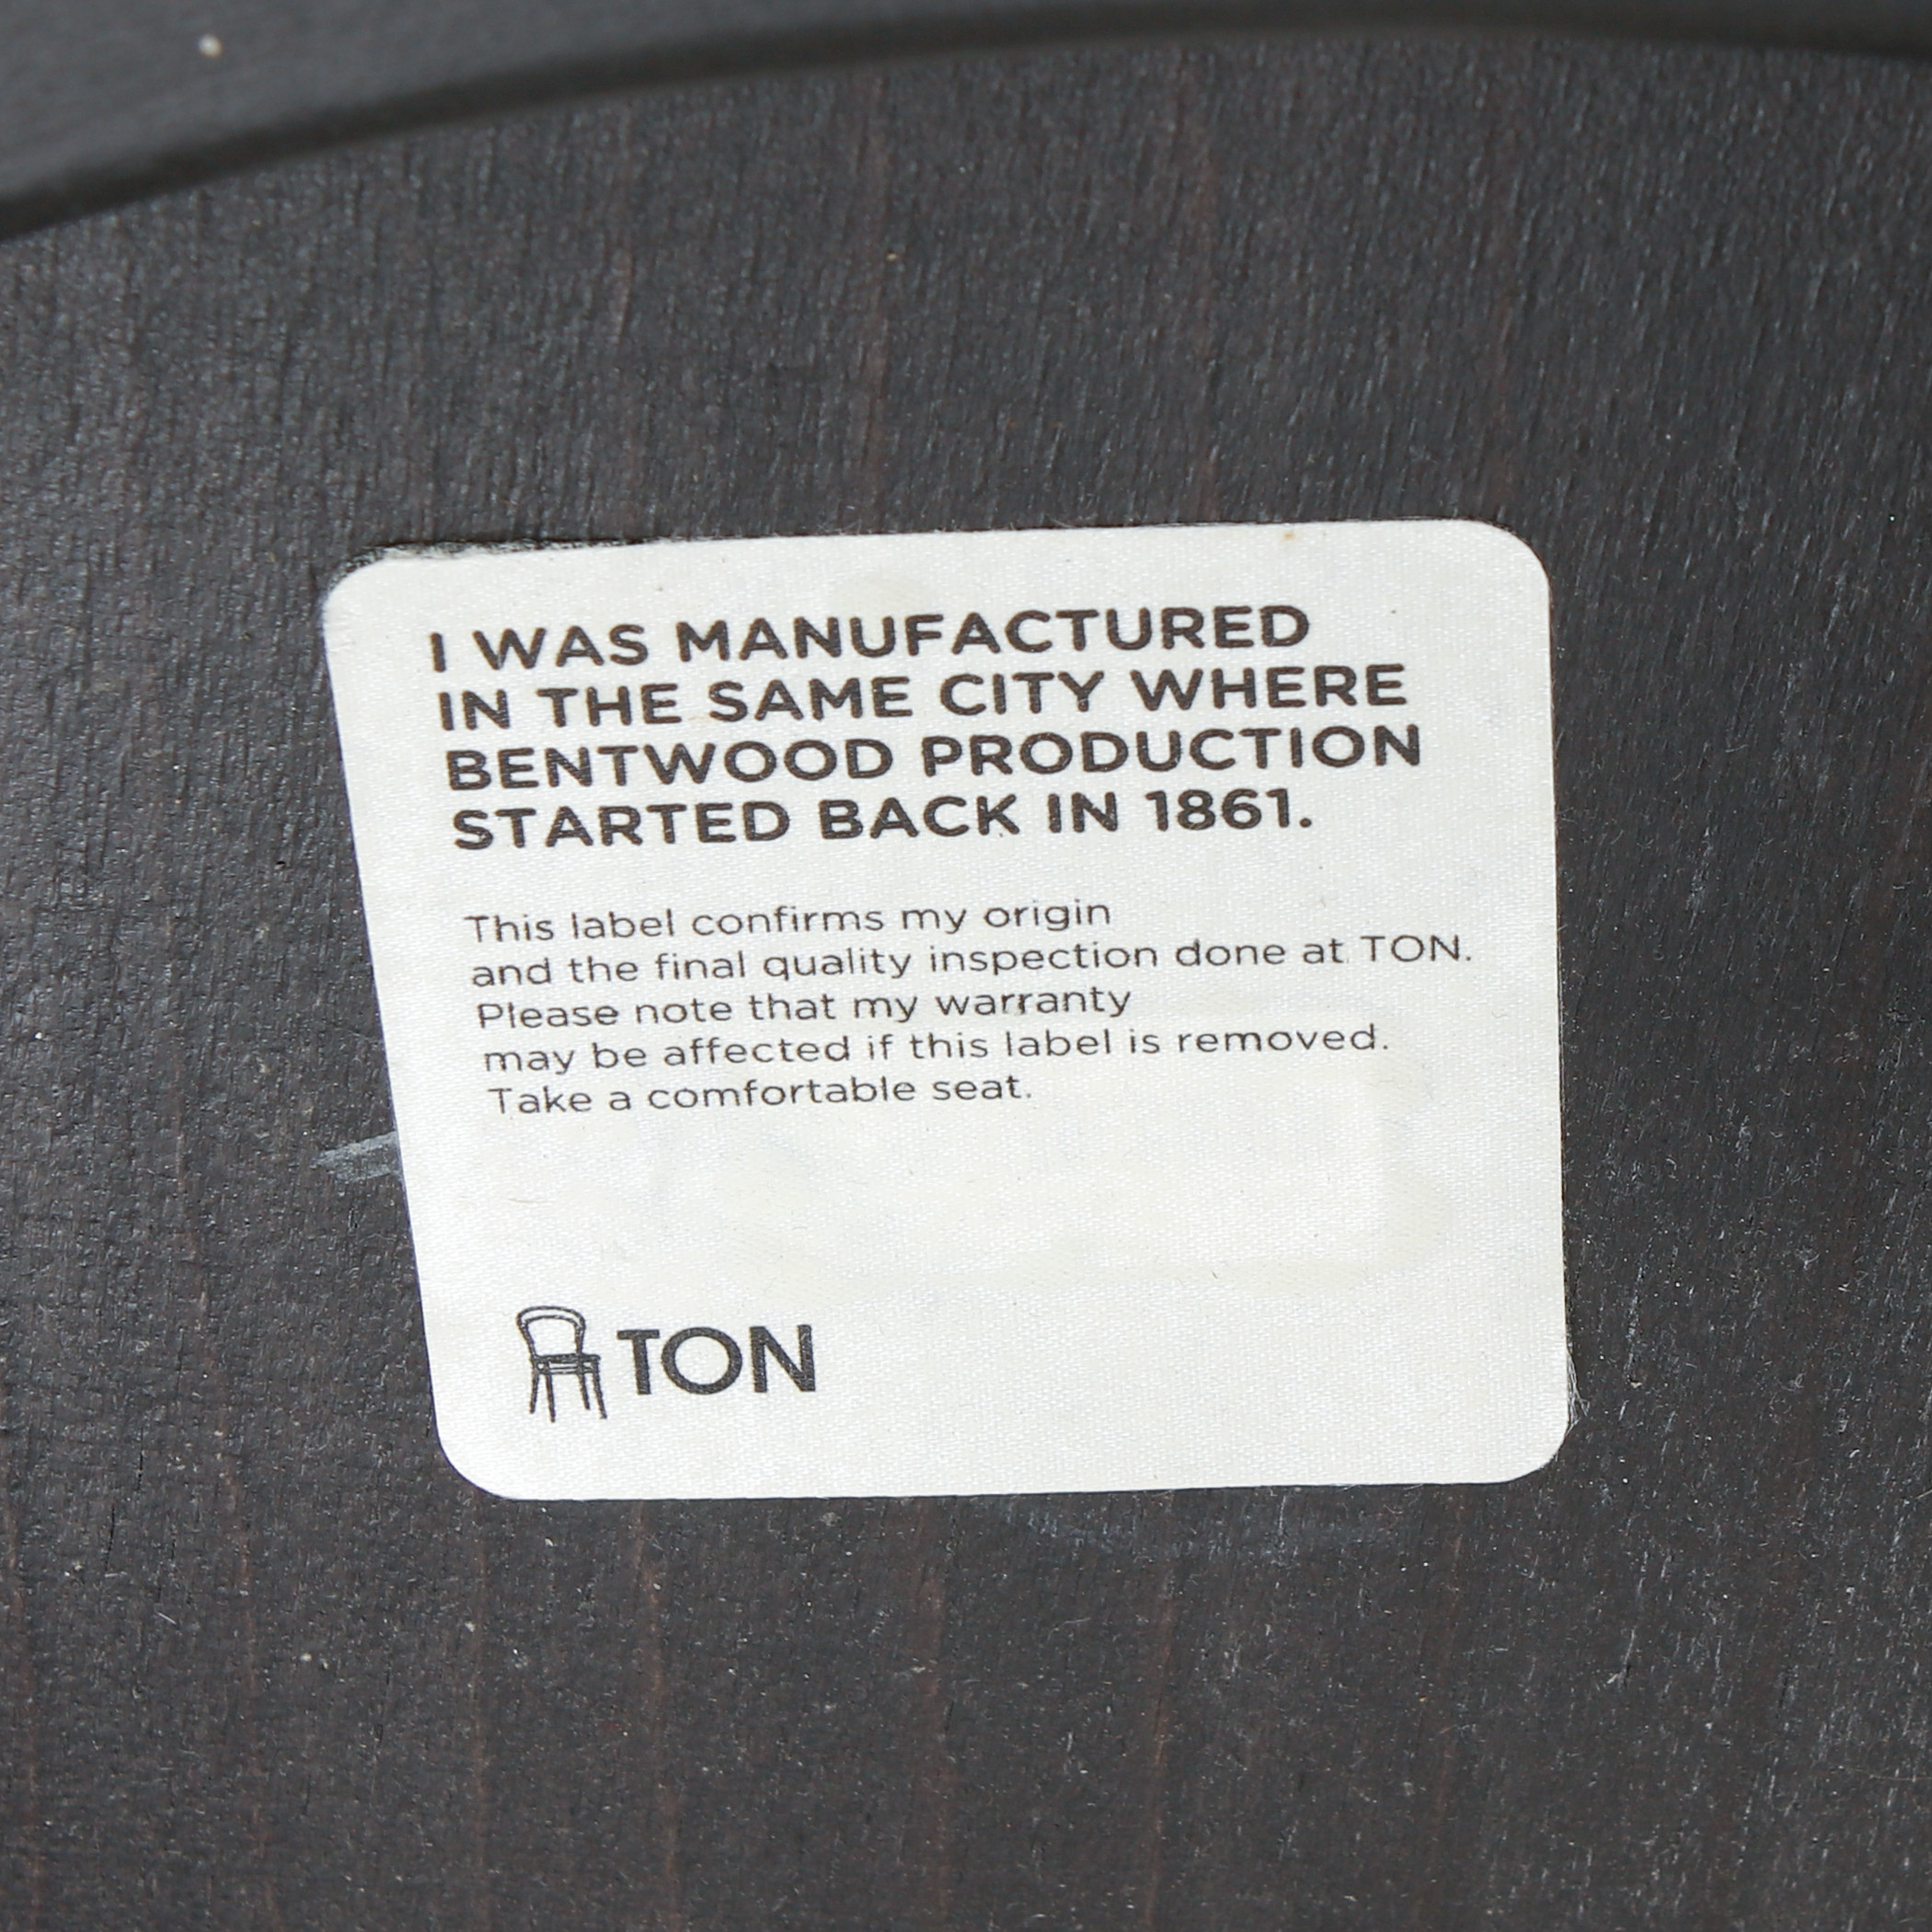 I WAS MANUFACTURED
IN THE SAME CITY WHERE
BENTWOOD PRODUCTION
STARTED BACK IN 1861.
This label confirms my origin
and the final quality inspection done at TON.
Please note that my warranty
may be affected if this label is removed.
Take a comfortable seat.
TON